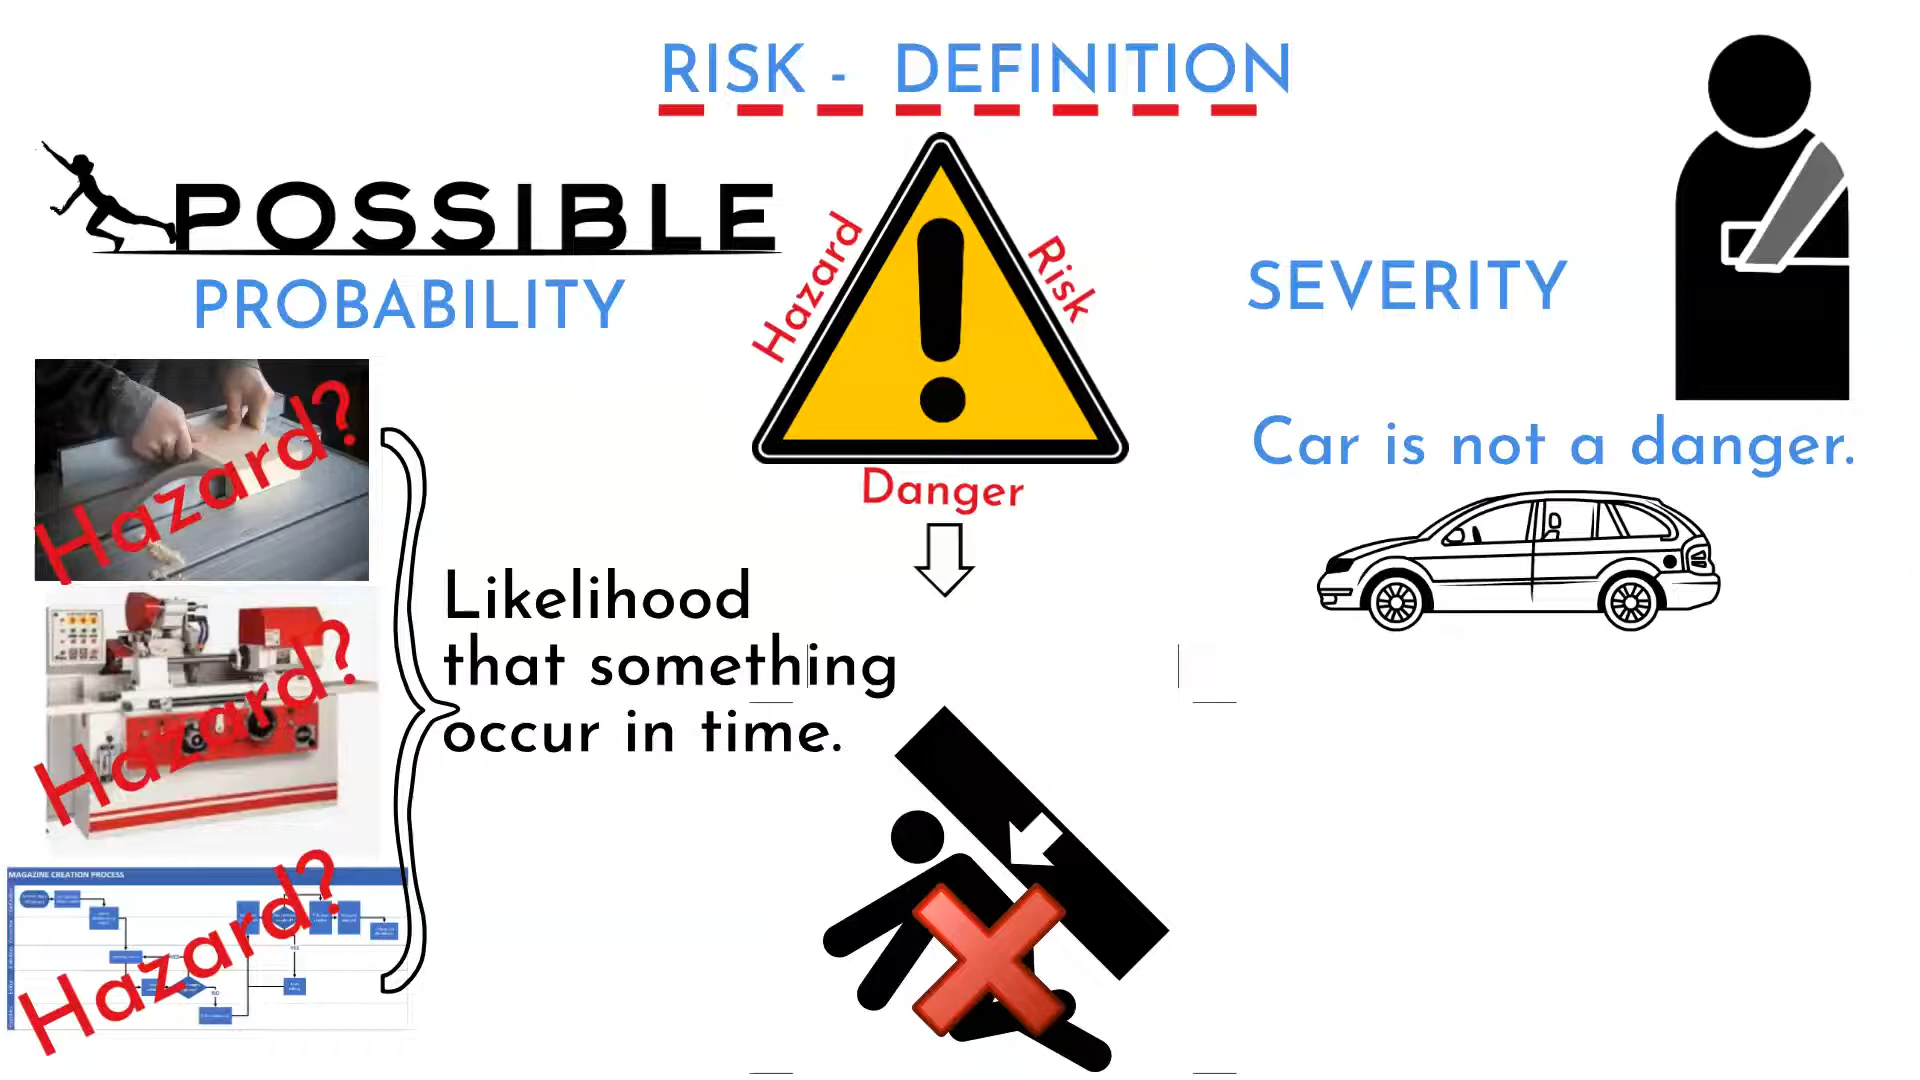 RISK - DEFINITION
POSSIBLE
PROBABILITY
Hazard
Risk
Danger
SEVERITY
Car is not a danger.
Hazard?
Hazard?
Likelihood
that something
occur in time.
MAGAZINE CREATION PROCESS
Hazard?